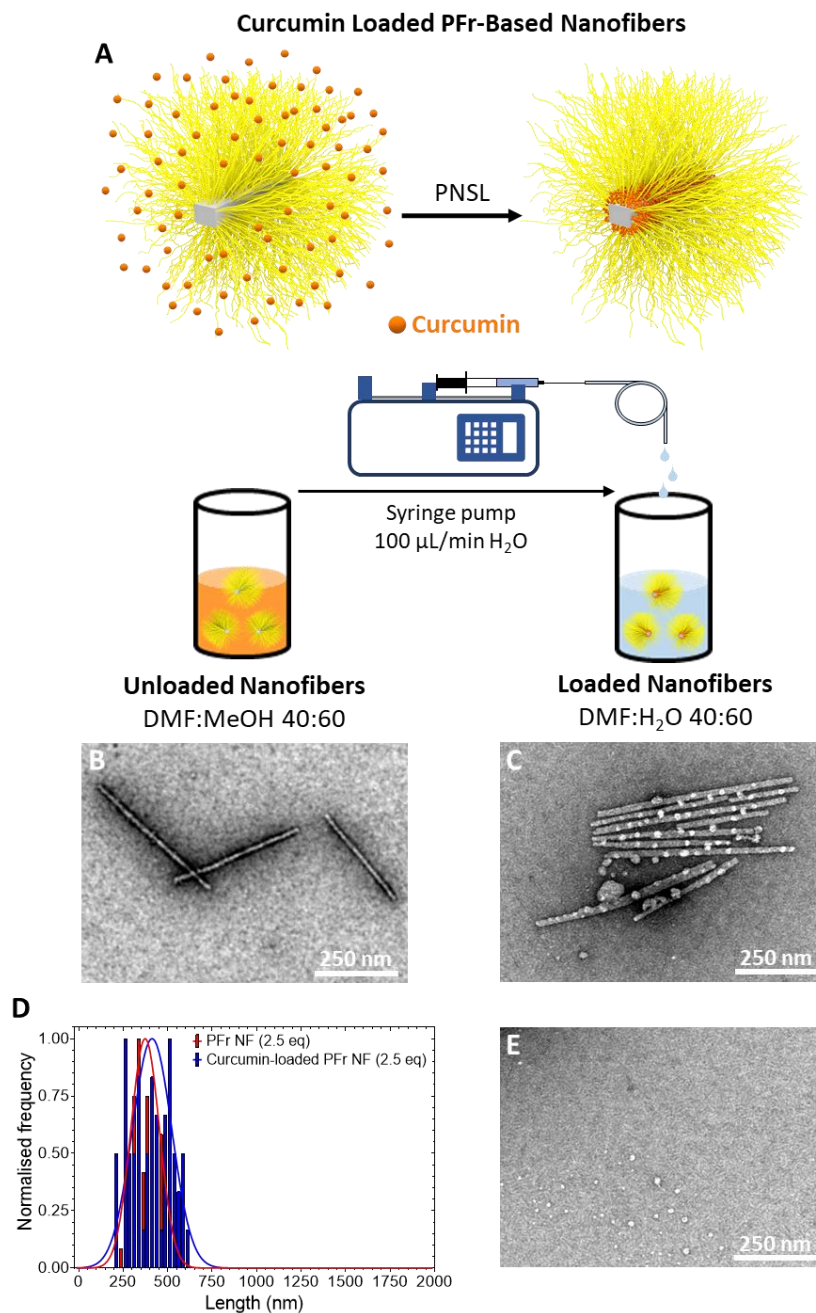 Curcumin Loaded PFr-Based Nanofibers
A
PNSL
Curcumin
Syringe pump
100 µL/min H₂O
Unloaded Nanofibers
DMF:MeOH 40:60
Loaded Nanofibers
DMF:H₂O 40:60
B
250 nm
C
250 nm
D
PFr NF (2.5 eq)
Curcumin-loaded PFr NF (2.5 eq)
Normalised frequency
1.00
0.75
0.50
0.25
0.00
0 250 500 750 1000 1250 1500 1750 2000
Length (nm)
E
250 nm